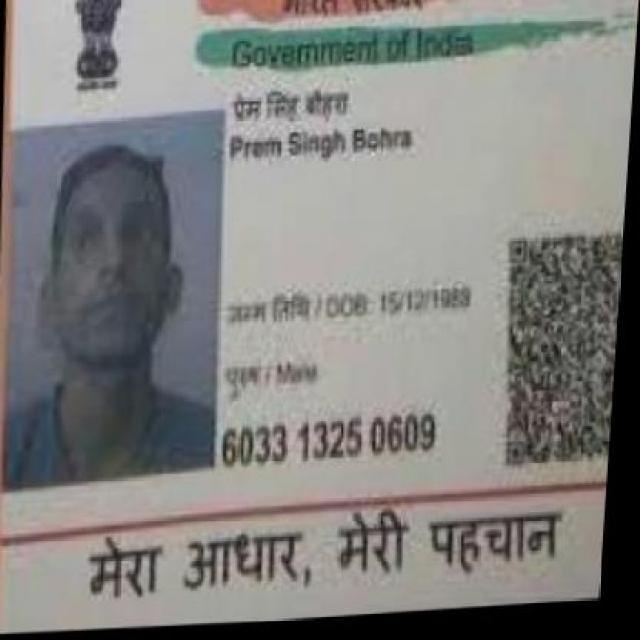 भारत सरकार
Government of India
प्रेम सिंह बोहरा
Prem Singh Bohra
जन्म तिथि / DOB: 15/12/1988
पुरुष / Male
6033 1325 0609
मेरा आधार, मेरी पहचान